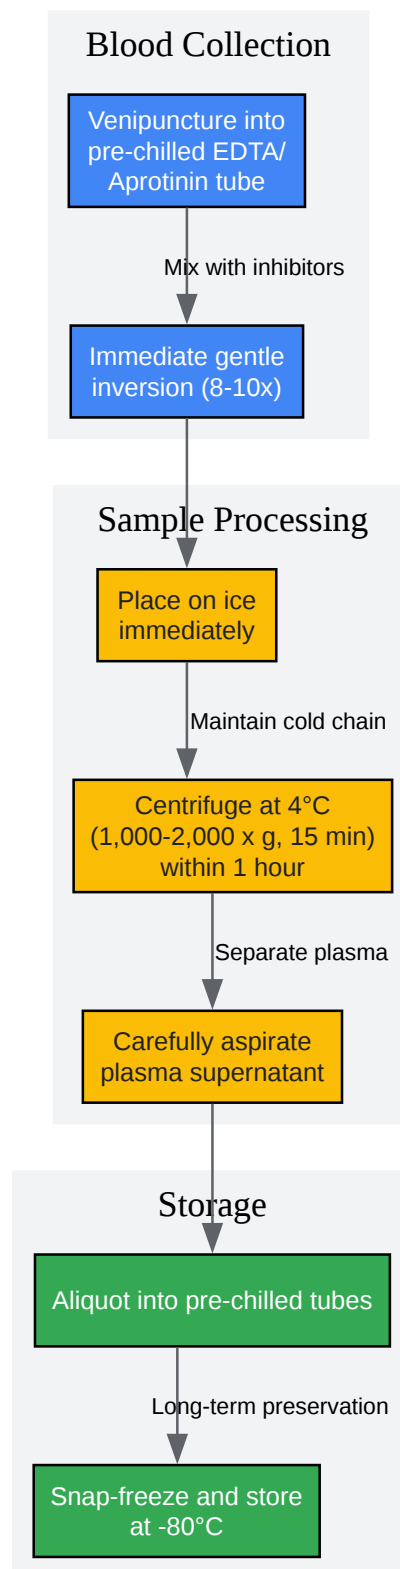 Blood Collection
Venipuncture into
pre-chilled EDTA/
Aprotinin tube
Mix with inhibitors
Immediate gentle
inversion (8-10x)
Sample Processing
Place on ice
immediately
Maintain cold chain
Centrifuge at 4°C
(1,000-2,000 x g, 15 min)
within 1 hour
Separate plasma
Carefully aspirate
plasma supernatant
Storage
Aliquot into pre-chilled tubes
Long-term preservation
Snap-freeze and store
at -80°C